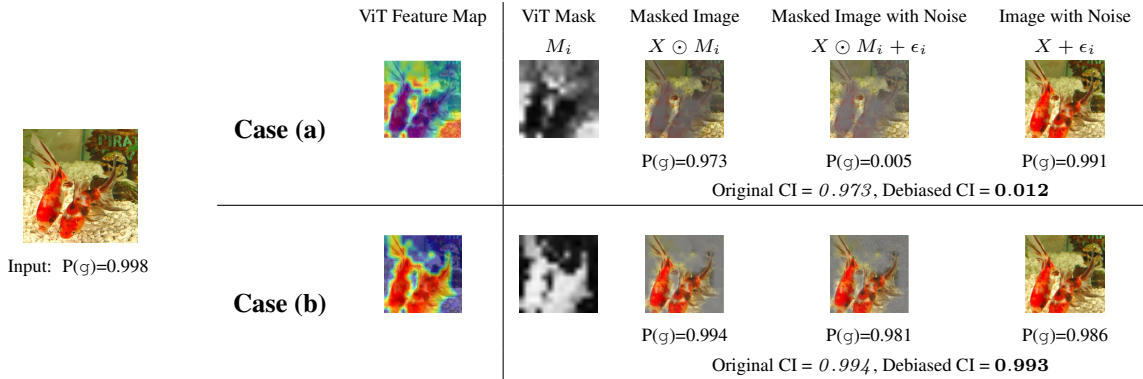 ViT Feature Map ViT Mask Masked Image Masked Image with Noise Image with Noise
M_i X ⊙ M_i X ⊙ M_i + ϵ_i X + ϵ_i
Case (a)
PIRA
P(g)=0.973 P(g)=0.005 P(g)=0.991
Original CI = 0.973, Debiased CI = 0.012
Input: P(g)=0.998
Case (b)
P(g)=0.994 P(g)=0.981 P(g)=0.986
Original CI = 0.994, Debiased CI = 0.993